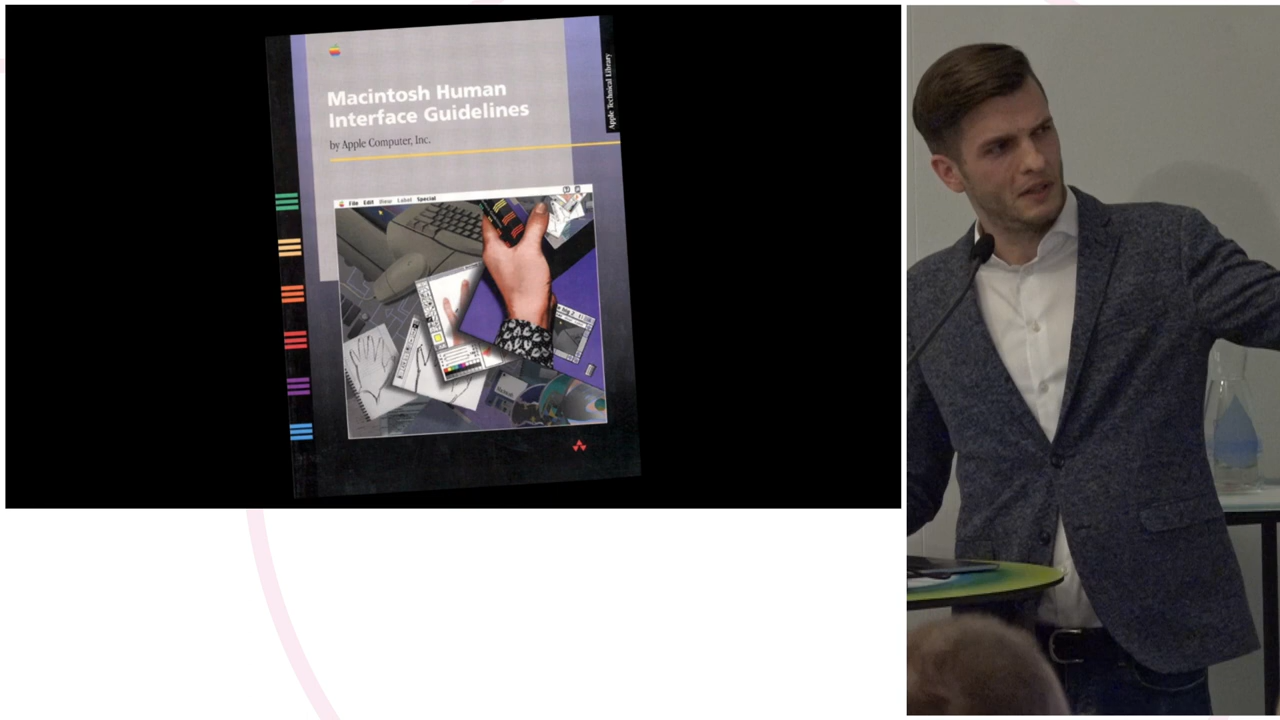 Macintosh Human
Interface Guidelines
by Apple Computer, Inc.
Apple Technical Library
File Edit View Label Special